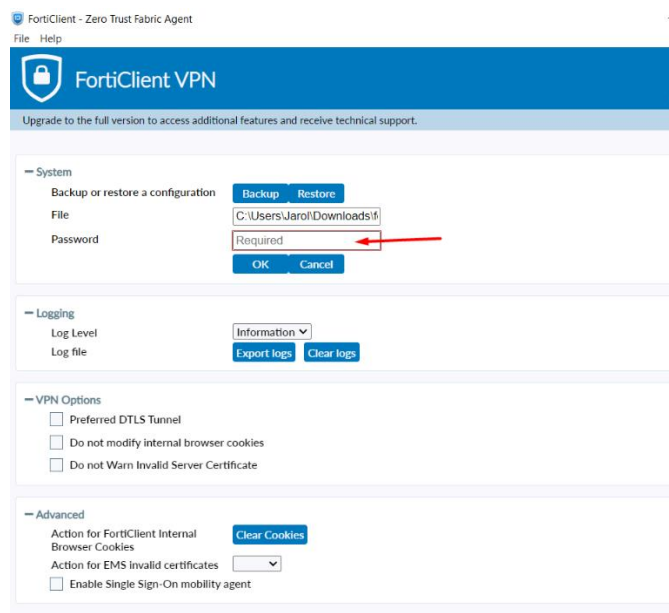 FortiClient - Zero Trust Fabric Agent
File Help
FortiClient VPN
Upgrade to the full version to access additional features and receive technical support.
System
Backup or restore a configuration Backup Restore
File C:\Users\Jarol\Downloads\f
Password Required
OK Cancel
Logging
Log Level Information
Log file Export logs Clear logs
VPN Options
Preferred DTLS Tunnel
Do not modify internal browser cookies
Do not Warn Invalid Server Certificate
Advanced
Action for FortiClient Internal Clear Cookies
Browser Cookies
Action for EMS invalid certificates
Enable Single Sign-On mobility agent